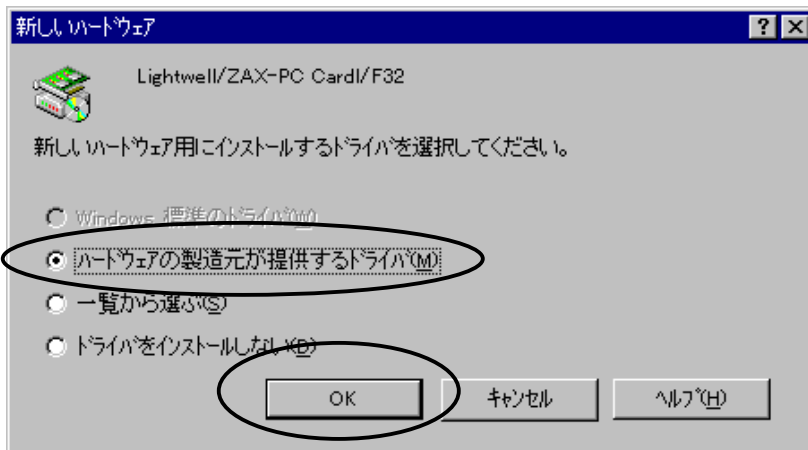 新しいﾊｰﾄﾞｳｪｱ
Lightwell/ZAX-PC CardI/F32
新しいﾊｰﾄﾞｳｪｱ用にｲﾝｽﾄｰﾙするﾄﾞﾗｲﾊﾞを選択してください。
Windows 標準のﾄﾞﾗｲﾊﾞ(W)
ﾊｰﾄﾞｳｪｱの製造元が提供するﾄﾞﾗｲﾊﾞ(M)
一覧から選ぶ(S)
ﾄﾞﾗｲﾊﾞをｲﾝｽﾄｰﾙしない(D)
OK ｷｬﾝｾﾙ ﾍﾙﾌﾟ(H)